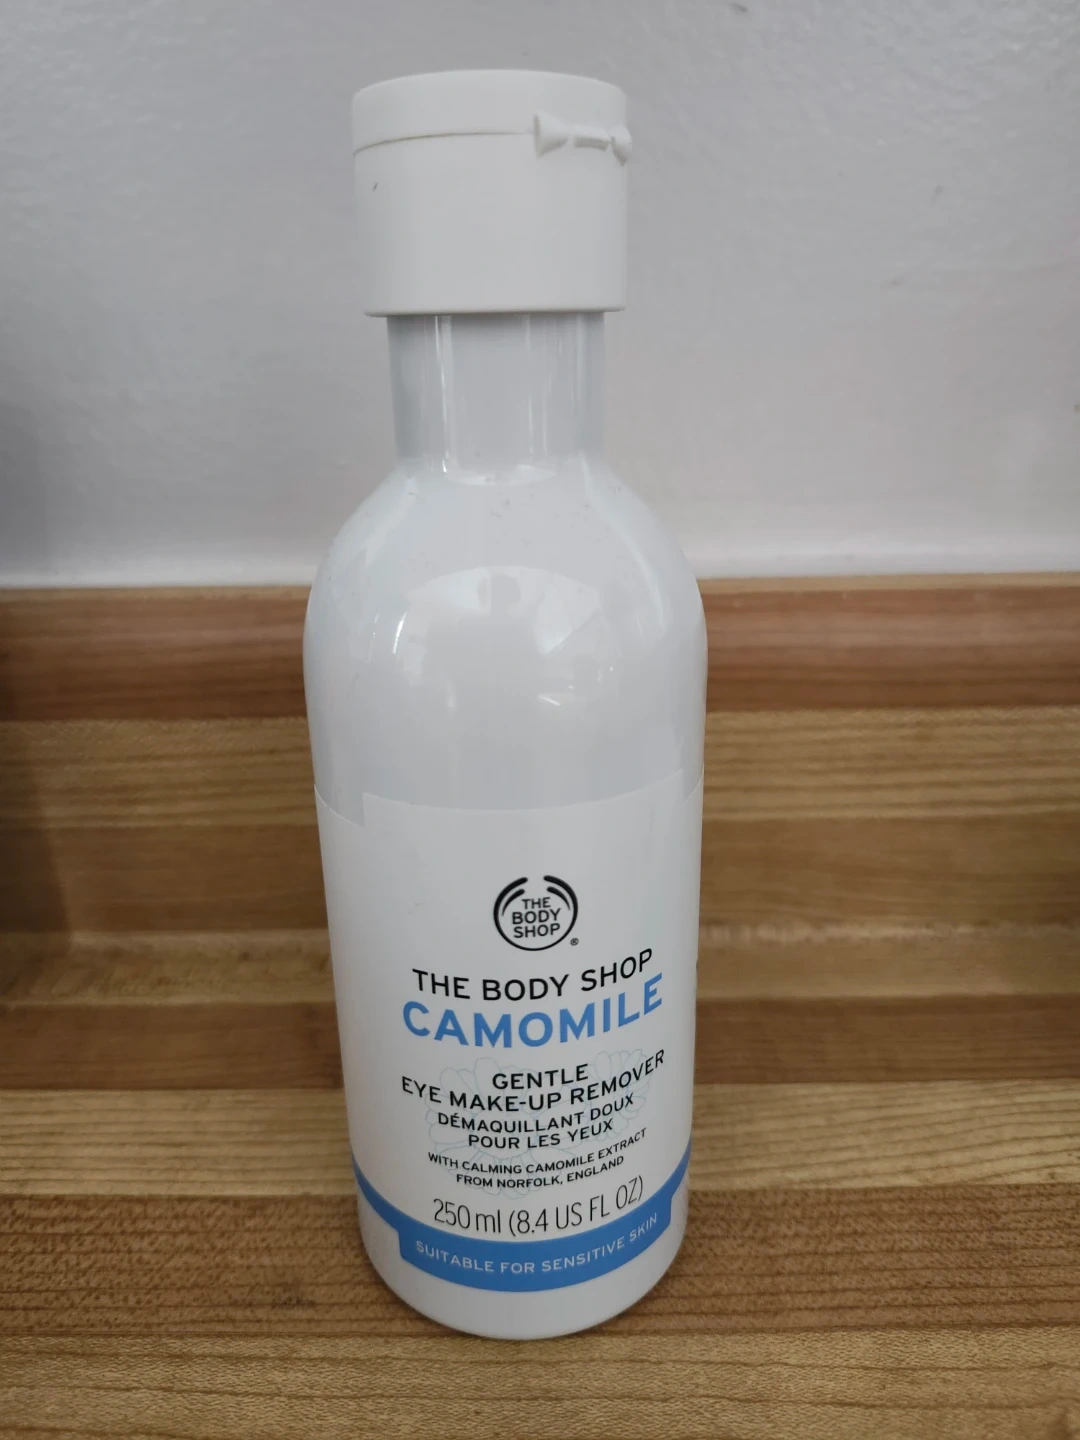 THE
BODY
SHOP
®
THE BODY SHOP
CAMOMILE
GENTLE
EYE MAKE-UP REMOVER
DÉMAQUILLANT DOUX
POUR LES YEUX
WITH CALMING CAMOMILE EXTRACT
FROM NORFOLK, ENGLAND
250 ml (8.4 US FL OZ)
SUITABLE FOR SENSITIVE SKIN